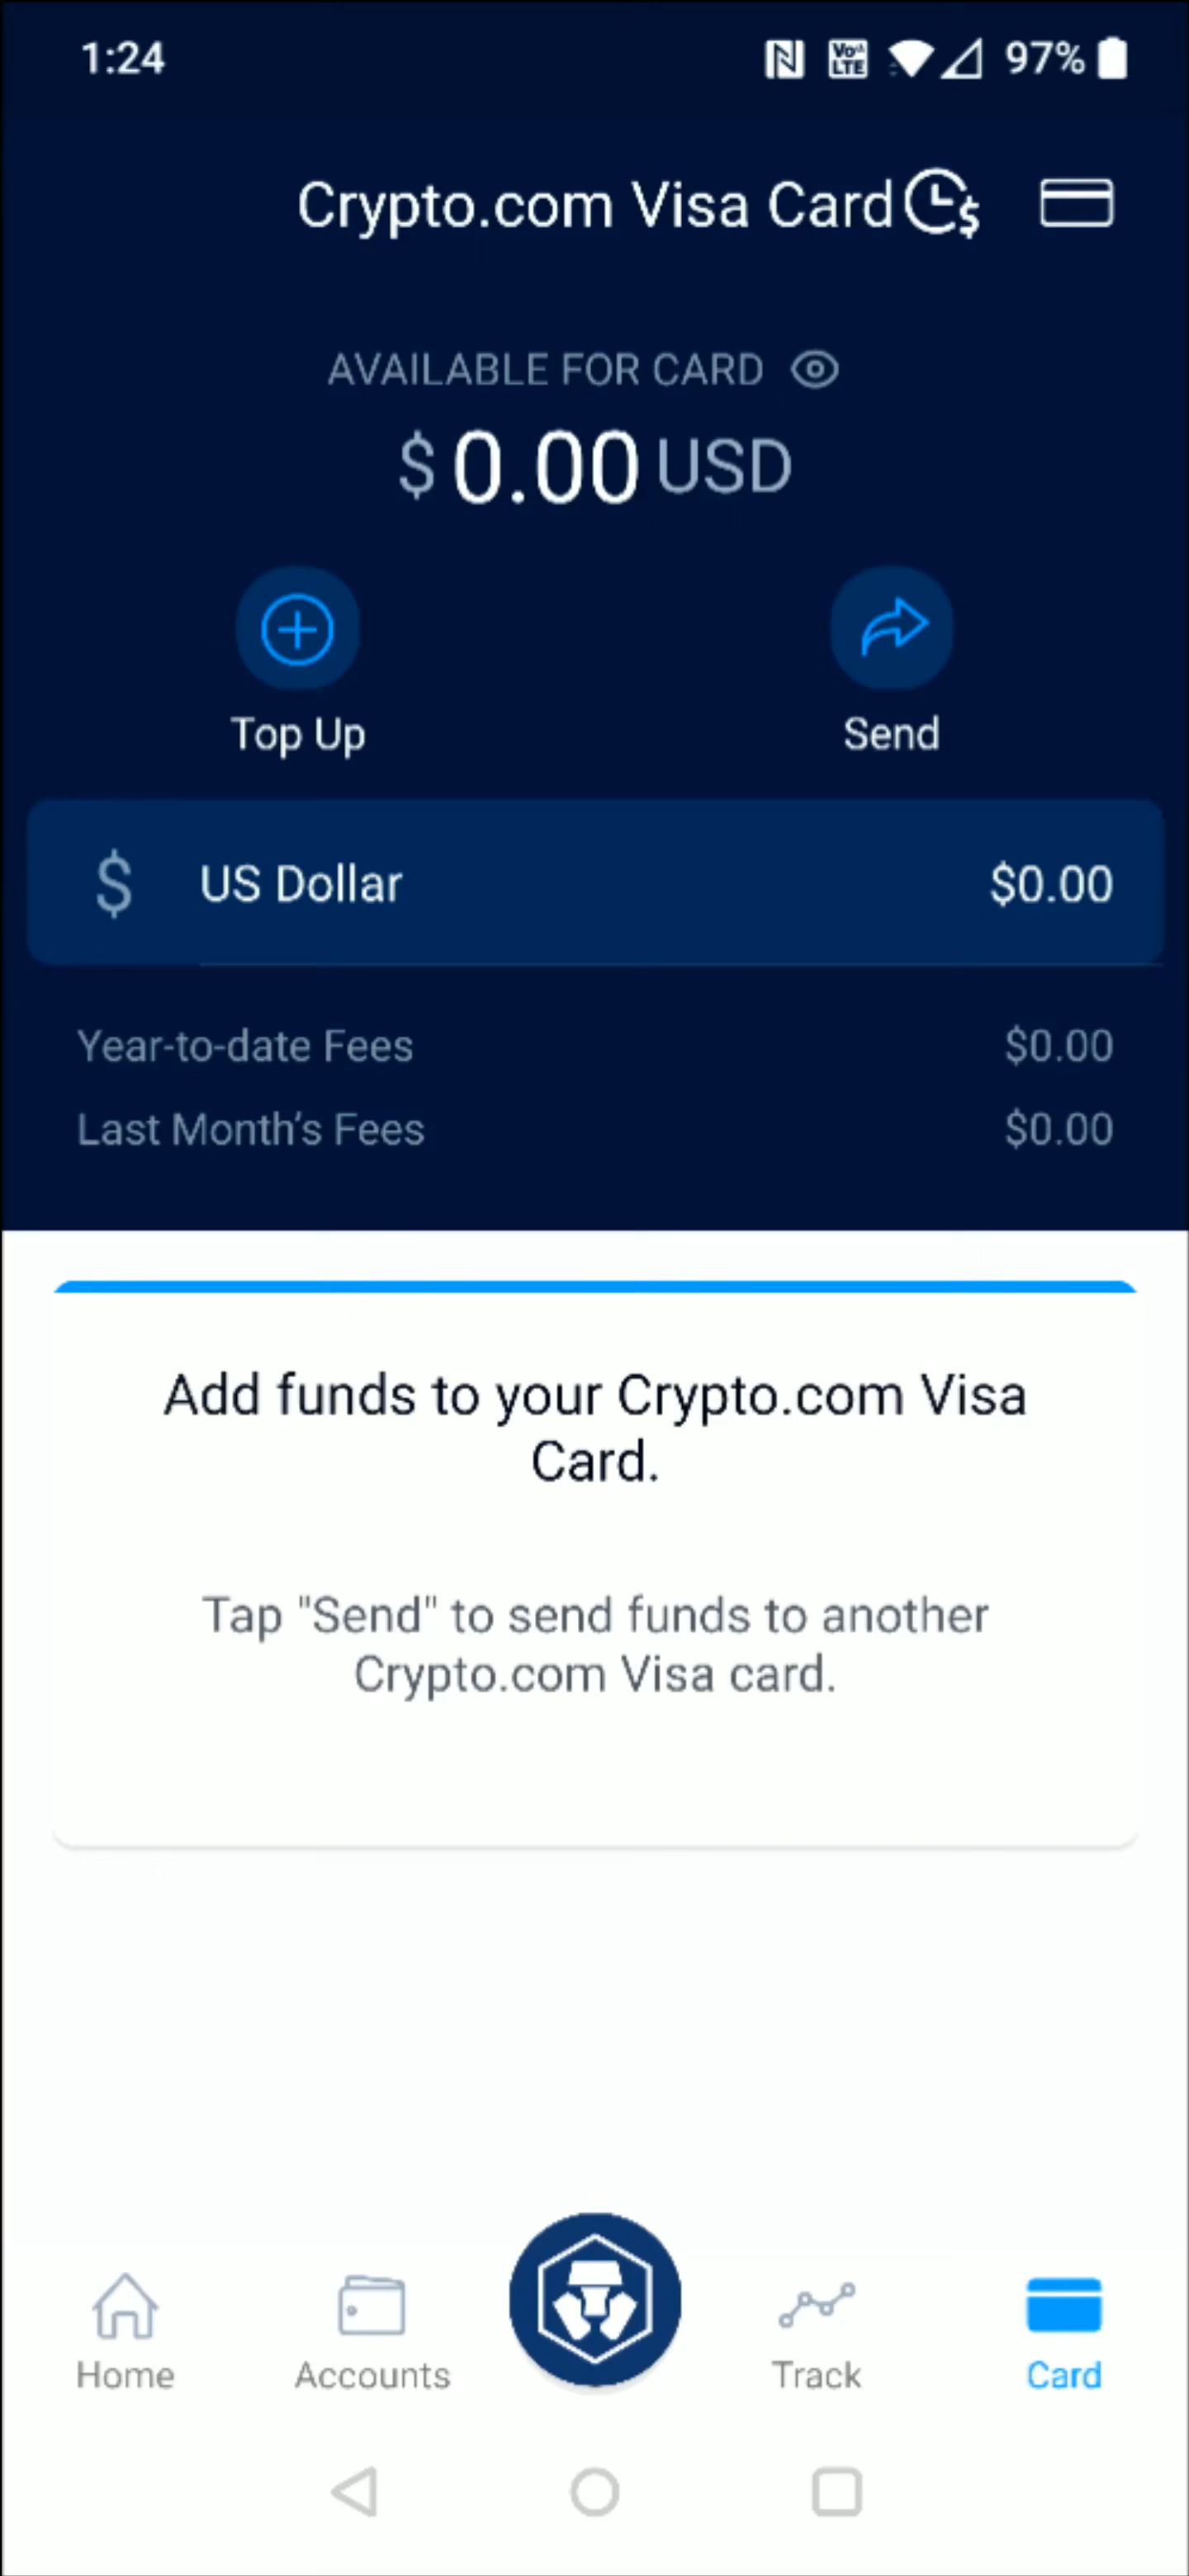 1:24
Vo LTE 97%
Crypto.com Visa Card
AVAILABLE FOR CARD
$ 0.00 USD
Top Up
Send
$ US Dollar $0.00
Year-to-date Fees $0.00
Last Month's Fees $0.00
Add funds to your Crypto.com Visa
Card.
Tap "Send" to send funds to another
Crypto.com Visa card.
Home Accounts Track Card